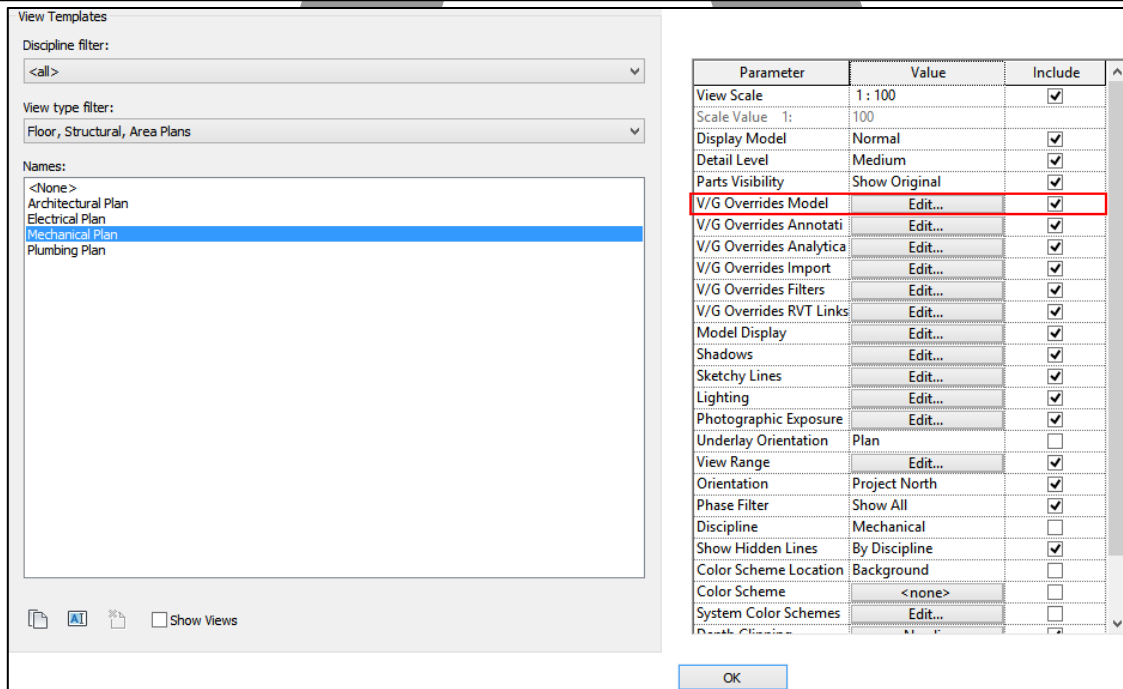 View Templates
Discipline filter:
<all>
View type filter:
Floor, Structural, Area Plans
Names:
<None>
Architectural Plan
Electrical Plan
Mechanical Plan
Plumbing Plan
AI
Show Views
Parameter Value Include
View Scale 1 : 100
Scale Value 1: 100
Display Model Normal
Detail Level Medium
Parts Visibility Show Original
V/G Overrides Model Edit...
V/G Overrides Annotati Edit...
V/G Overrides Analytica Edit...
V/G Overrides Import Edit...
V/G Overrides Filters Edit...
V/G Overrides RVT Links Edit...
Model Display Edit...
Shadows Edit...
Sketchy Lines Edit...
Lighting Edit...
Photographic Exposure Edit...
Underlay Orientation Plan
View Range Edit...
Orientation Project North
Phase Filter Show All
Discipline Mechanical
Show Hidden Lines By Discipline
Color Scheme Location Background
Color Scheme <none>
System Color Schemes Edit...
OK